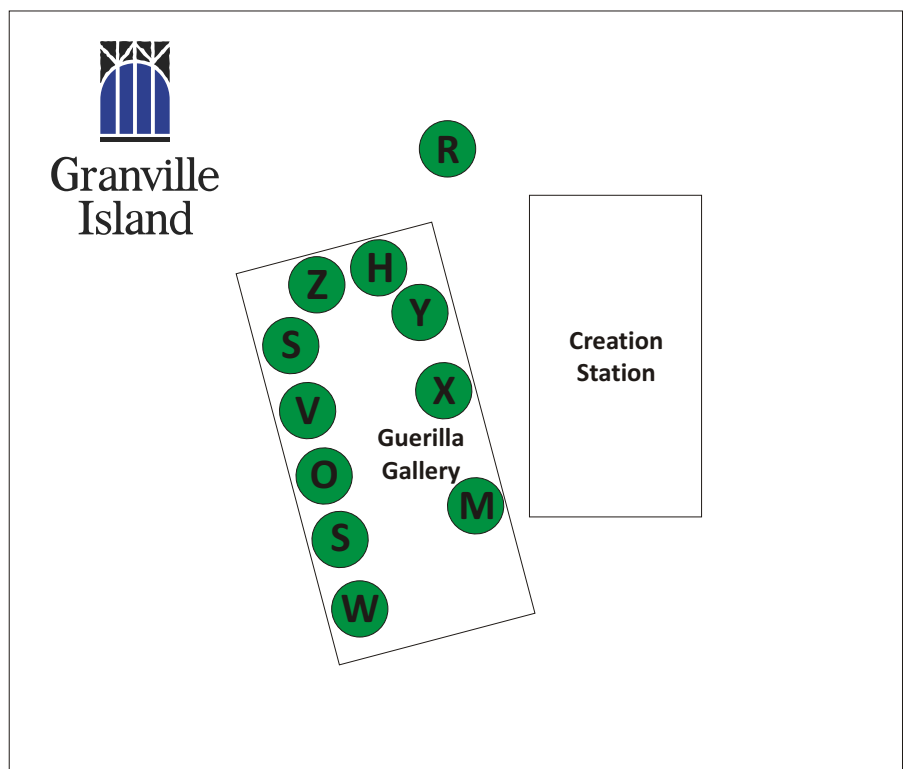 Granville
Island
R
H
Z
Y
S
X
V
Creation
Station
Guerilla
Gallery
O
M
S
W